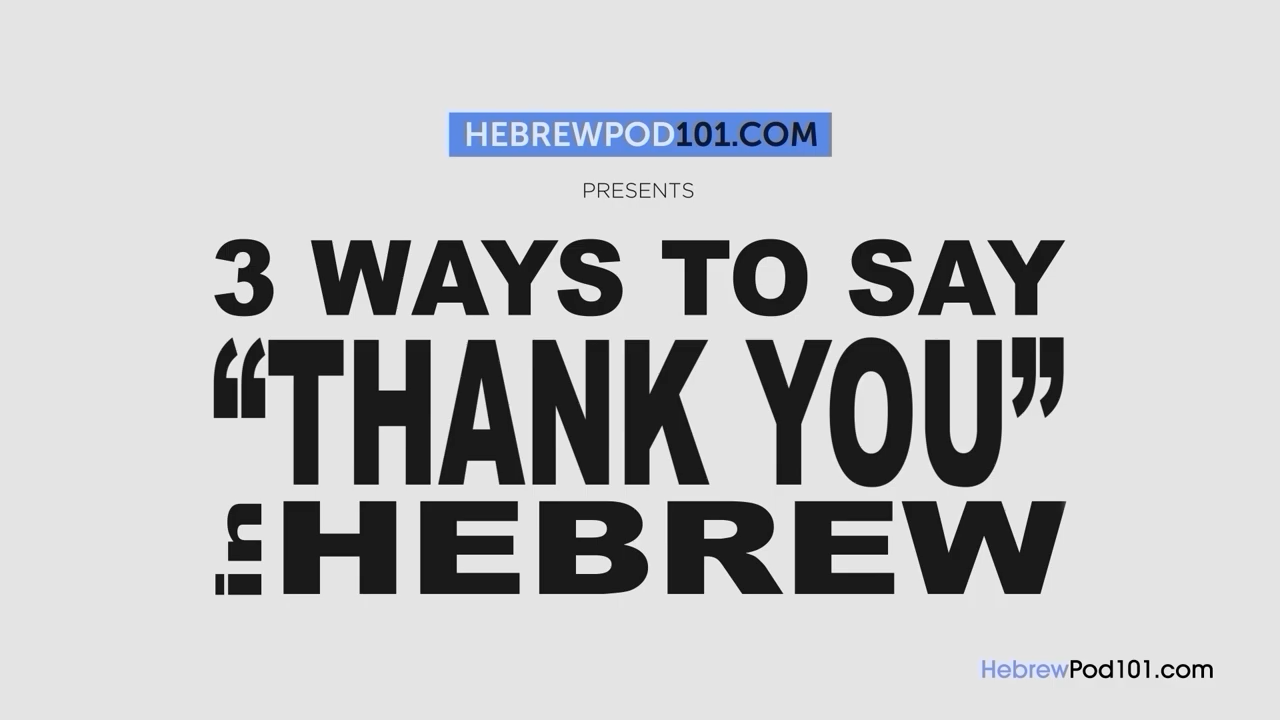 HEBREWPOD101.COM
PRESENTS
3 WAYS TO SAY
“THANK YOU”
in HEBREW
HebrewPod101.com